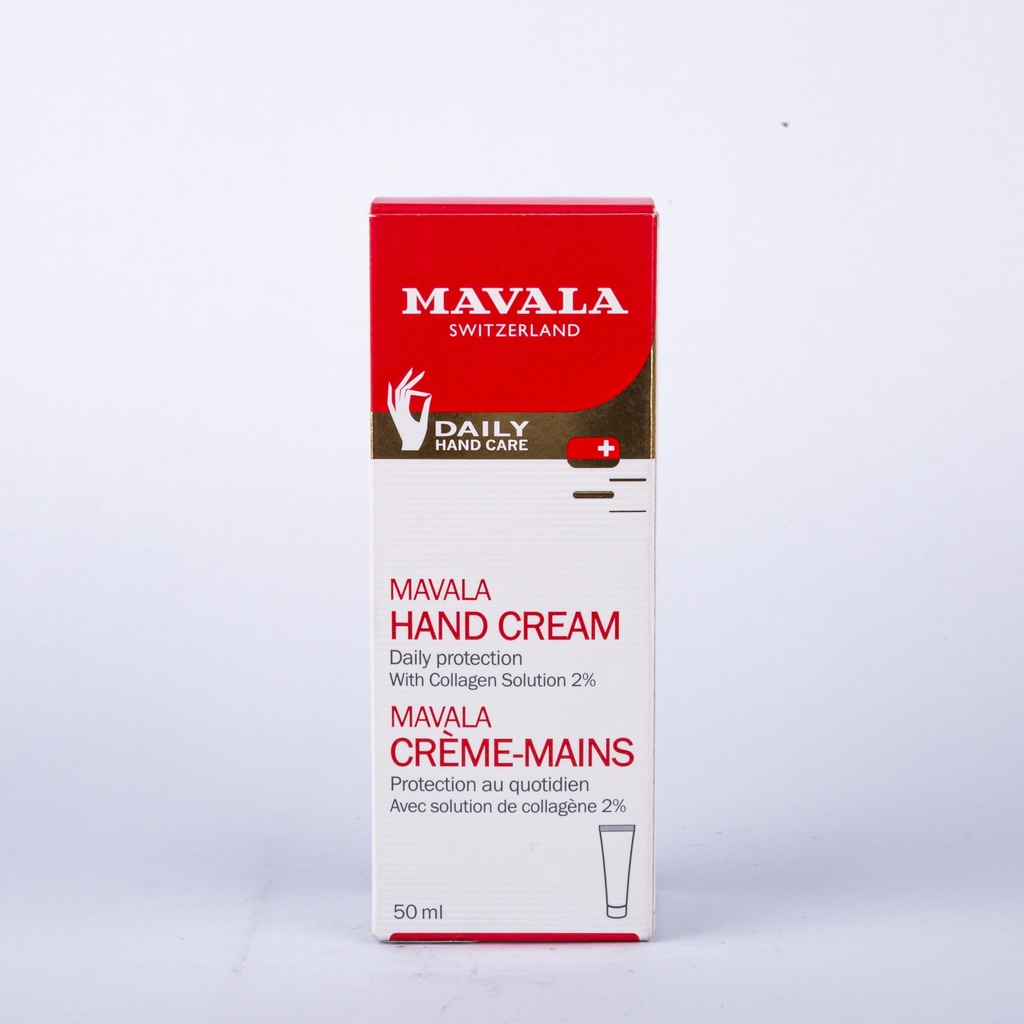 MAVALA
SWITZERLAND
DAILY
HAND CARE
MAVALA
HAND CREAM
Daily protection
With Collagen Solution 2%
MAVALA
CRÈME-MAINS
Protection au quotidien
Avec solution de collagène 2%
50 ml